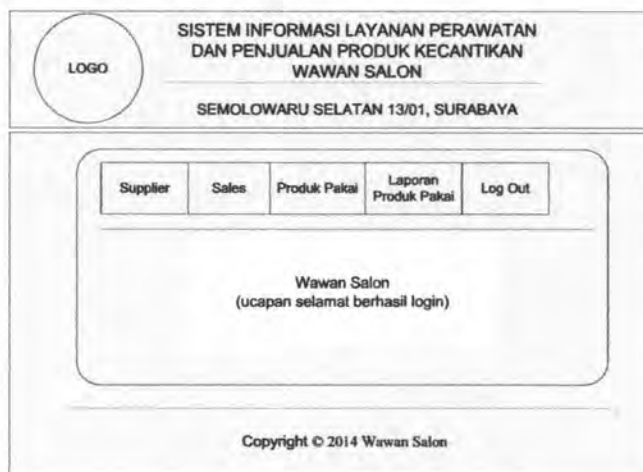 LOGO
SISTEM INFORMASI LAYANAN PERAWATAN
DAN PENJUALAN PRODUK KECANTIKAN
WAWAN SALON
SEMOLOWARU SELATAN 13/01, SURABAYA
Supplier
Sales
Produk Pakai
Laporan
Produk Pakai
Log Out
Wawan Salon
(ucapan selamat berhasil login)
Copyright © 2014 Wawan Salon